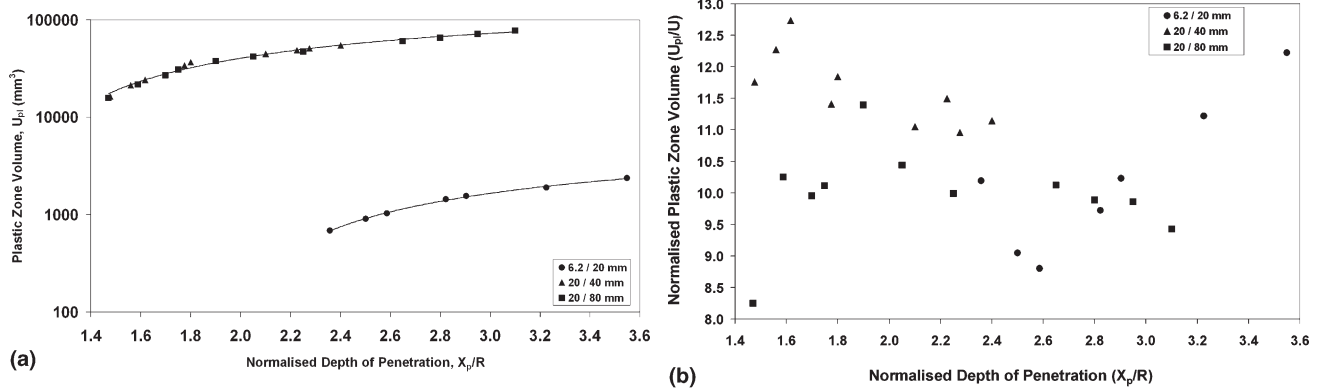 100000
10000
1000
100
Plastic Zone Volume, Upl (mm³)
1.4 1.6 1.8 2.0 2.2 2.4 2.6 2.8 3.0 3.2 3.4 3.6
Normalised Depth of Penetration, Xp/R
6.2 / 20 mm
20 / 40 mm
20 / 80 mm
(a)
13.0
12.5
12.0
11.5
11.0
10.5
10.0
9.5
9.0
8.5
8.0
Normalised Plastic Zone Volume (Upl/U)
1.4 1.6 1.8 2.0 2.2 2.4 2.6 2.8 3.0 3.2 3.4 3.6
Normalised Depth of Penetration (Xp/R)
6.2 / 20 mm
20 / 40 mm
20 / 80 mm
(b)